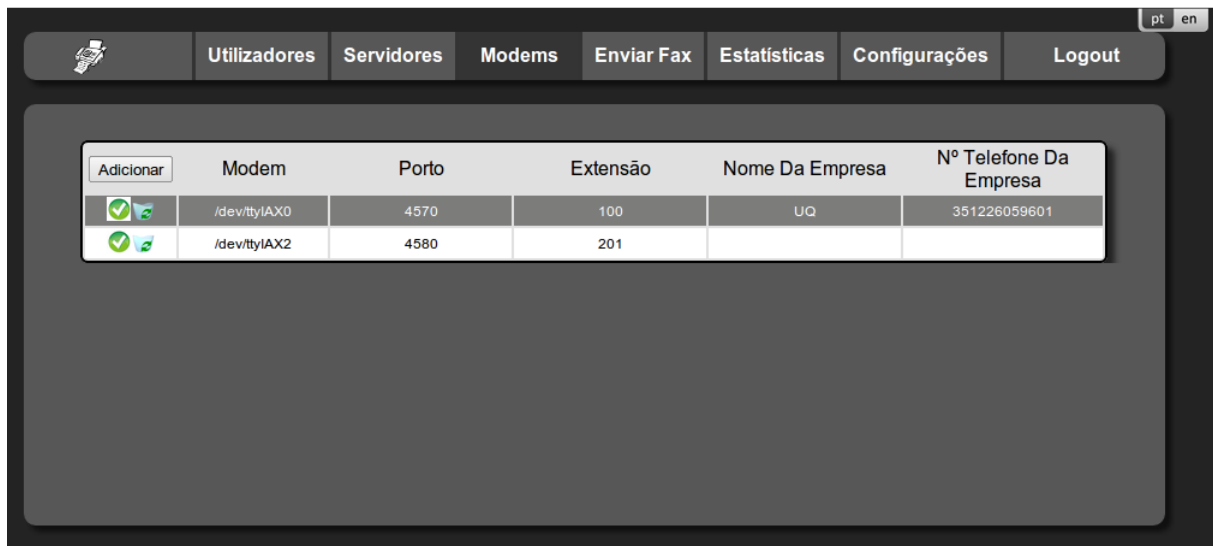 pt en
Utilizadores Servidores Modems Enviar Fax Estatísticas Configurações Logout
Adicionar Modem Porto Extensão Nome Da Empresa Nº Telefone Da
Empresa
/dev/ttyIAX0 4570 100 UQ 351226059601
/dev/ttyIAX2 4580 201